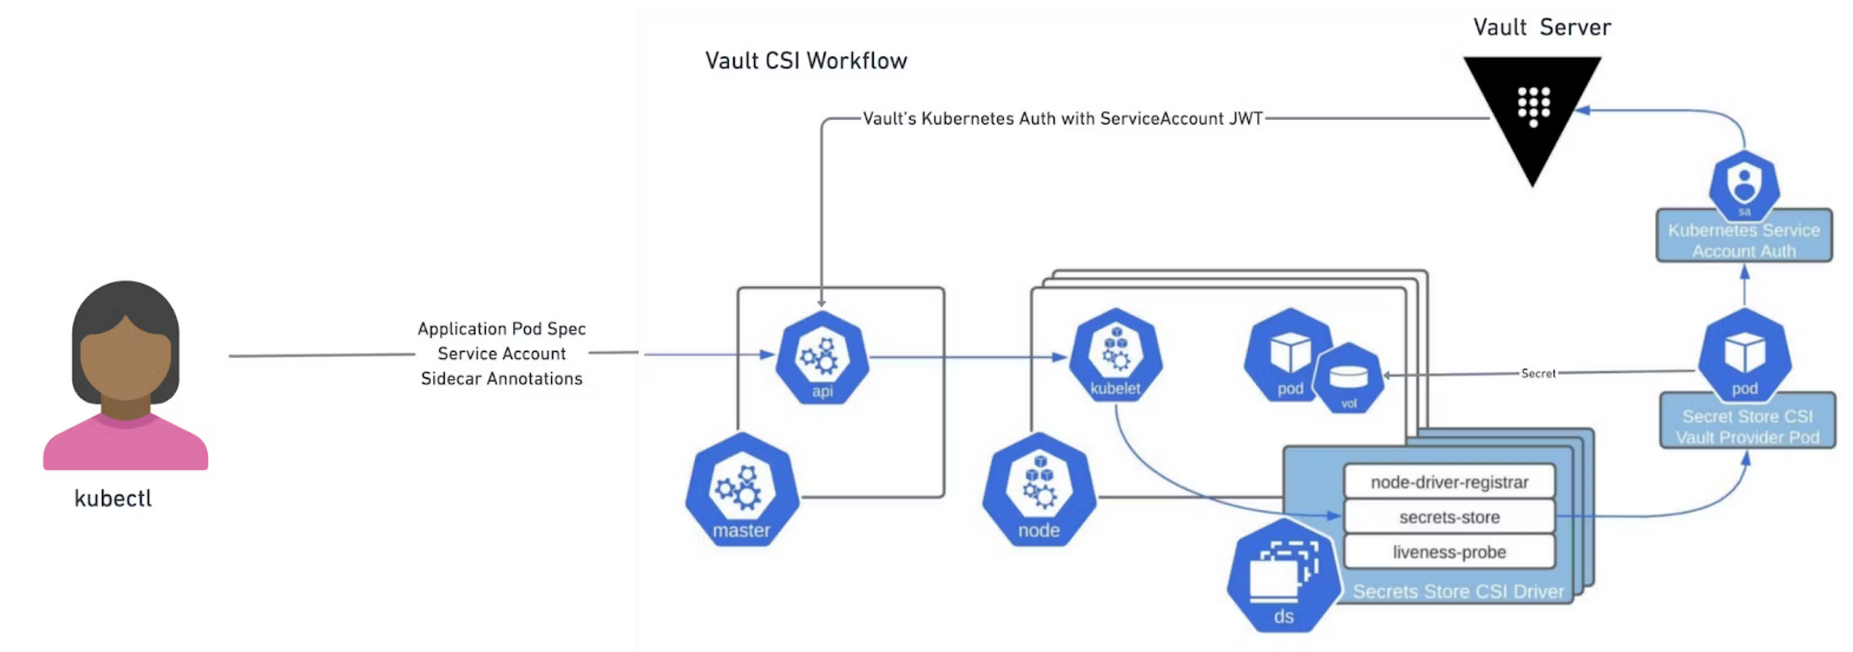 Vault Server
Vault CSI Workflow
Vault's Kubernetes Auth with ServiceAccount JWT
sa
Kubernetes Service
Account Auth
Application Pod Spec
Service Account
Sidecar Annotations
api
kubelet
pod
vol
Secret
pod
Secret Store CSI
Vault Provider Pod
kubectl
master
node
node-driver-registrar
secrets-store
liveness-probe
Secrets Store CSI Driver
ds